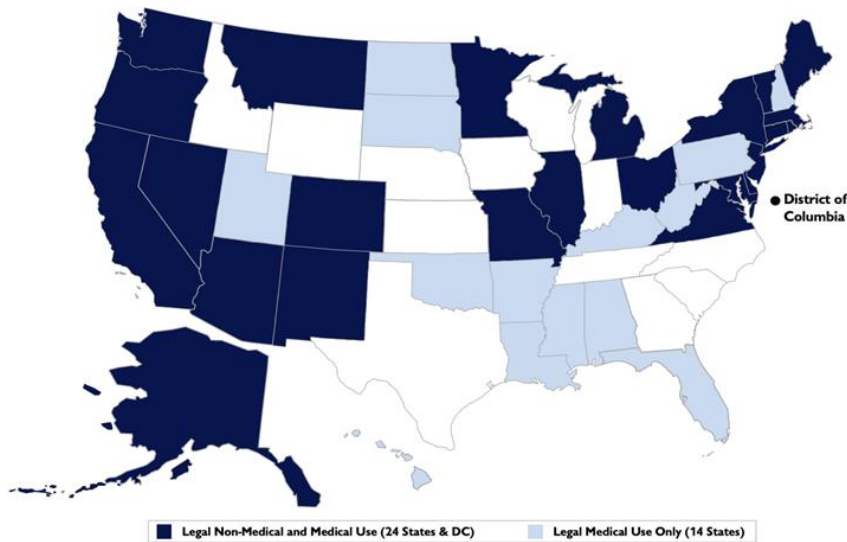 District of
Columbia
Legal Non-Medical and Medical Use (24 States & DC)
Legal Medical Use Only (14 States)